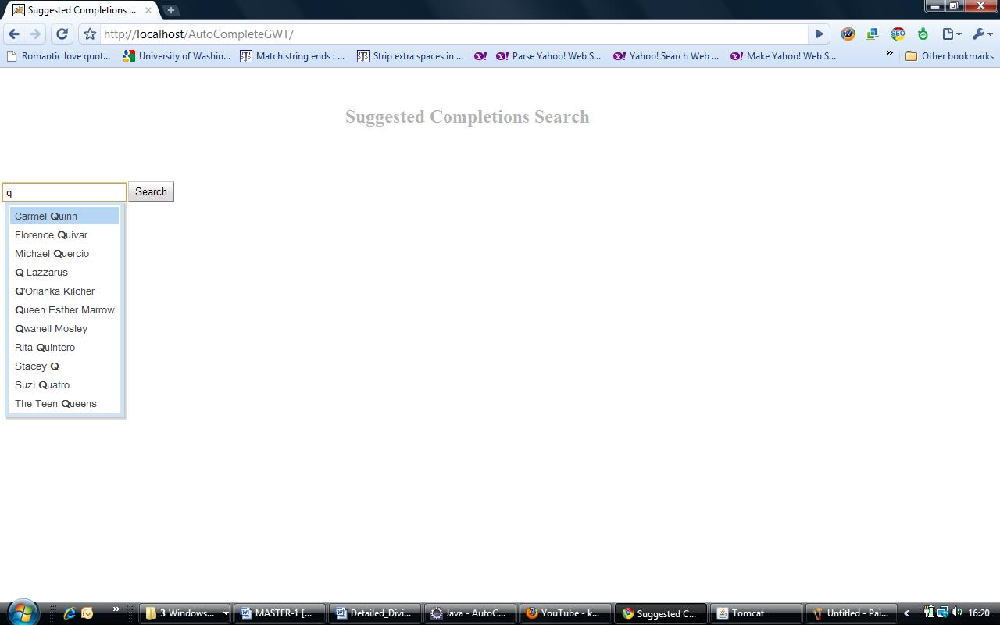 Suggested Completions ...
http://localhost/AutoCompleteGWT/
Romantic love quot... University of Washin... Match string ends : ... Strip extra spaces in ... Y! Y! Parse Yahoo! Web S... Y! Yahoo! Search Web ... Y! Make Yahoo! Web S... » Other bookmarks
Suggested Completions Search
q Search
Carmel Quinn
Florence Quivar
Michael Quercio
Q Lazzarus
Q'Orianka Kilcher
Queen Esther Marrow
Qwanell Mosley
Rita Quintero
Stacey Q
Suzi Quatro
The Teen Queens
» 3 Windows... MASTER-1 [... Detailed_Divi... Java - AutoC... YouTube - k... Suggested C... Tomcat Untitled - Pai... 16:20